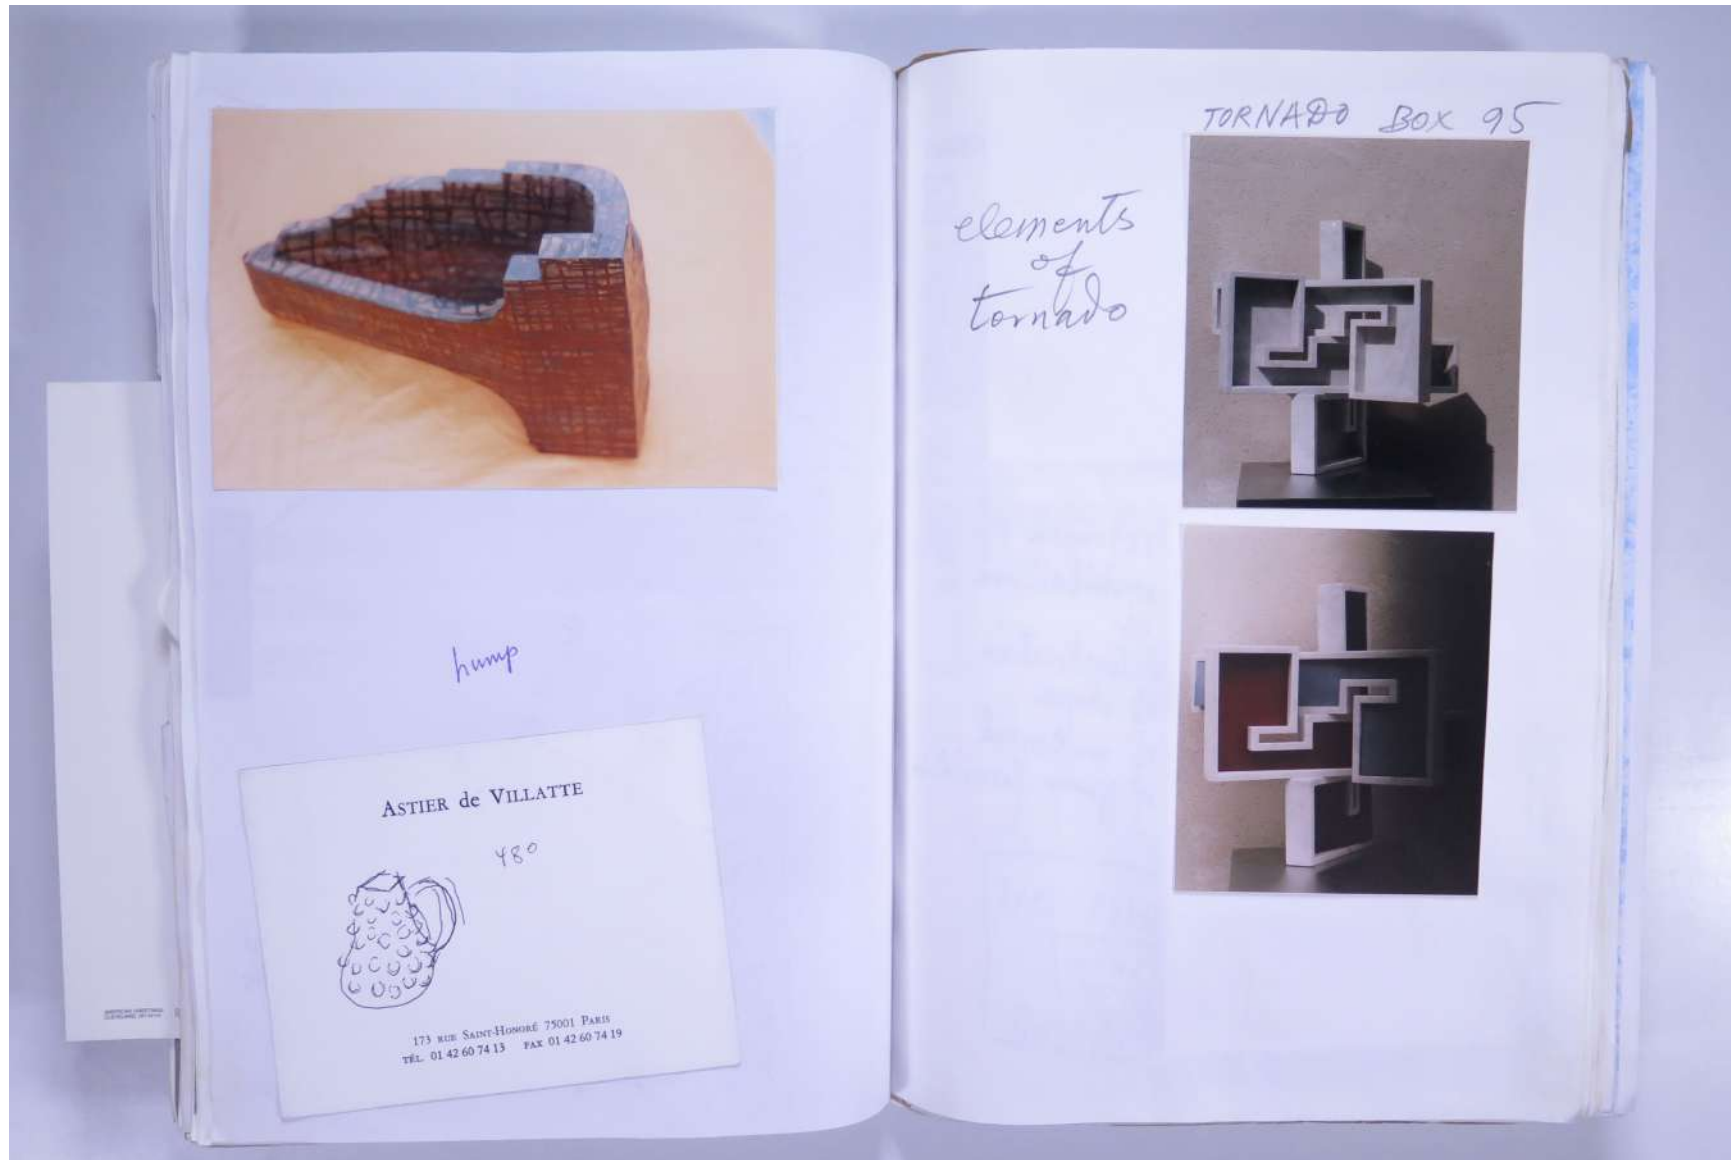 hump
ASTIER de VILLATTE
480
173 RUE SAINT-HONORÉ 75001 PARIS
TÉL. 01 42 60 74 13 FAX 01 42 60 74 19
TORNADO BOX 95
elements
of
tornado